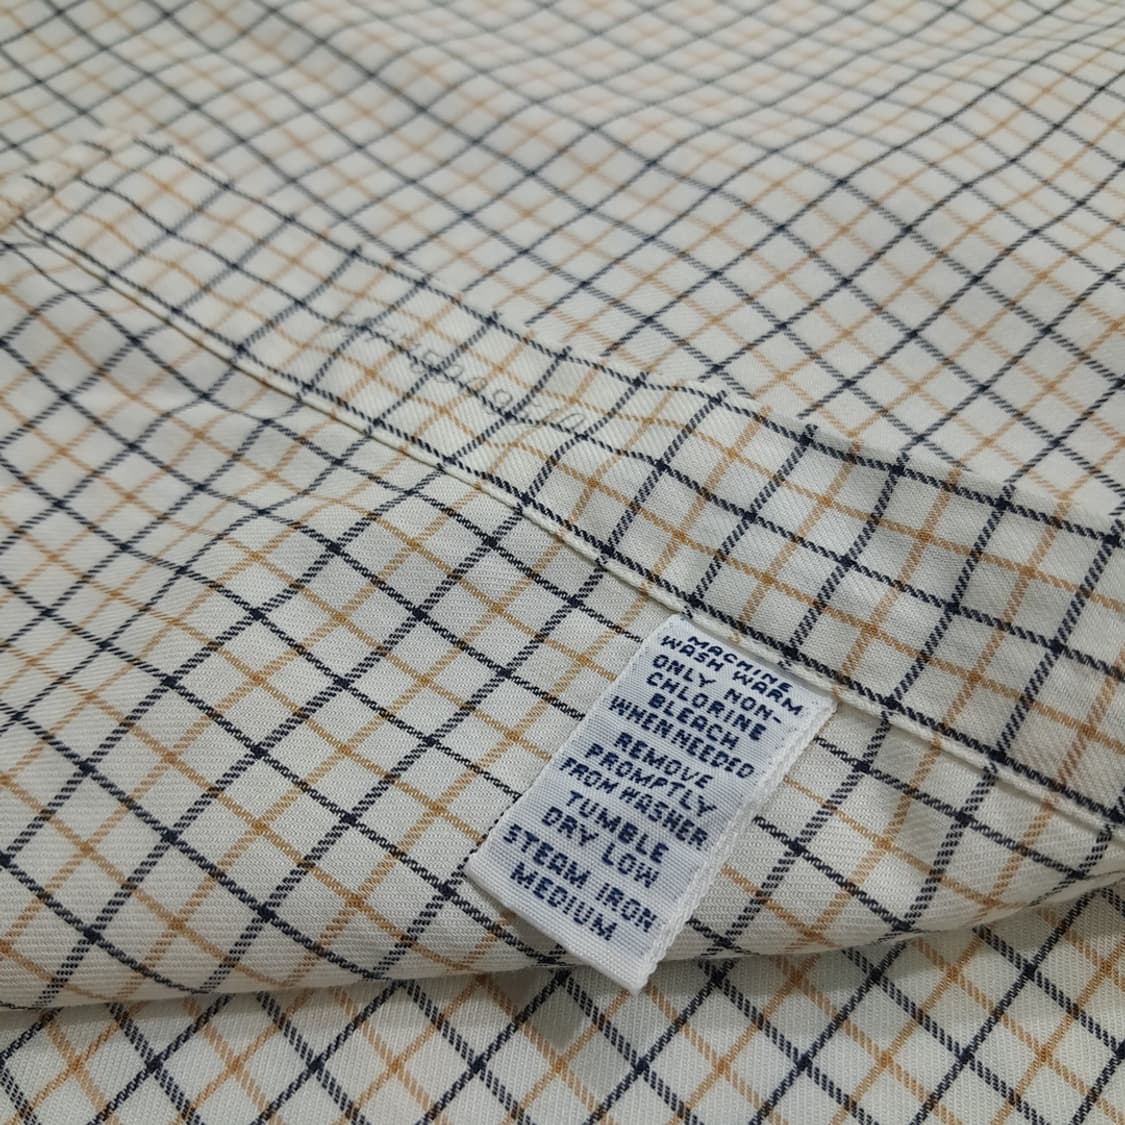 MACHINE
WASH WARM
ONLY NON-
CHLORINE
BLEACH
WHEN NEEDED
REMOVE
PROMPTLY
FROM WASHER
TUMBLE
DRY LOW
STEAM IRON
MEDIUM